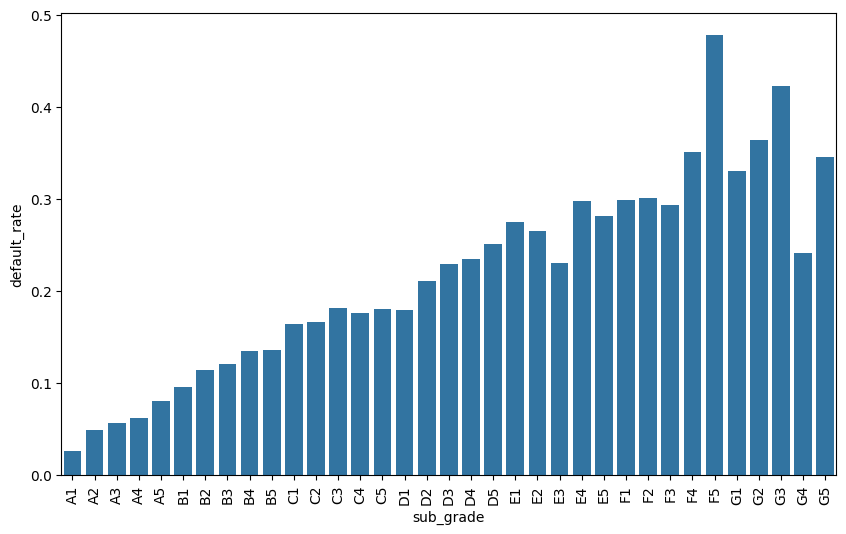 default_rate
0.5
0.4
0.3
0.2
0.1
0.0
A1 A2 A3 A4 A5 B1 B2 B3 B4 B5 C1 C2 C3 C4 C5 D1 D2 D3 D4 D5 E1 E2 E3 E4 E5 F1 F2 F3 F4 F5 G1 G2 G3 G4 G5
sub_grade